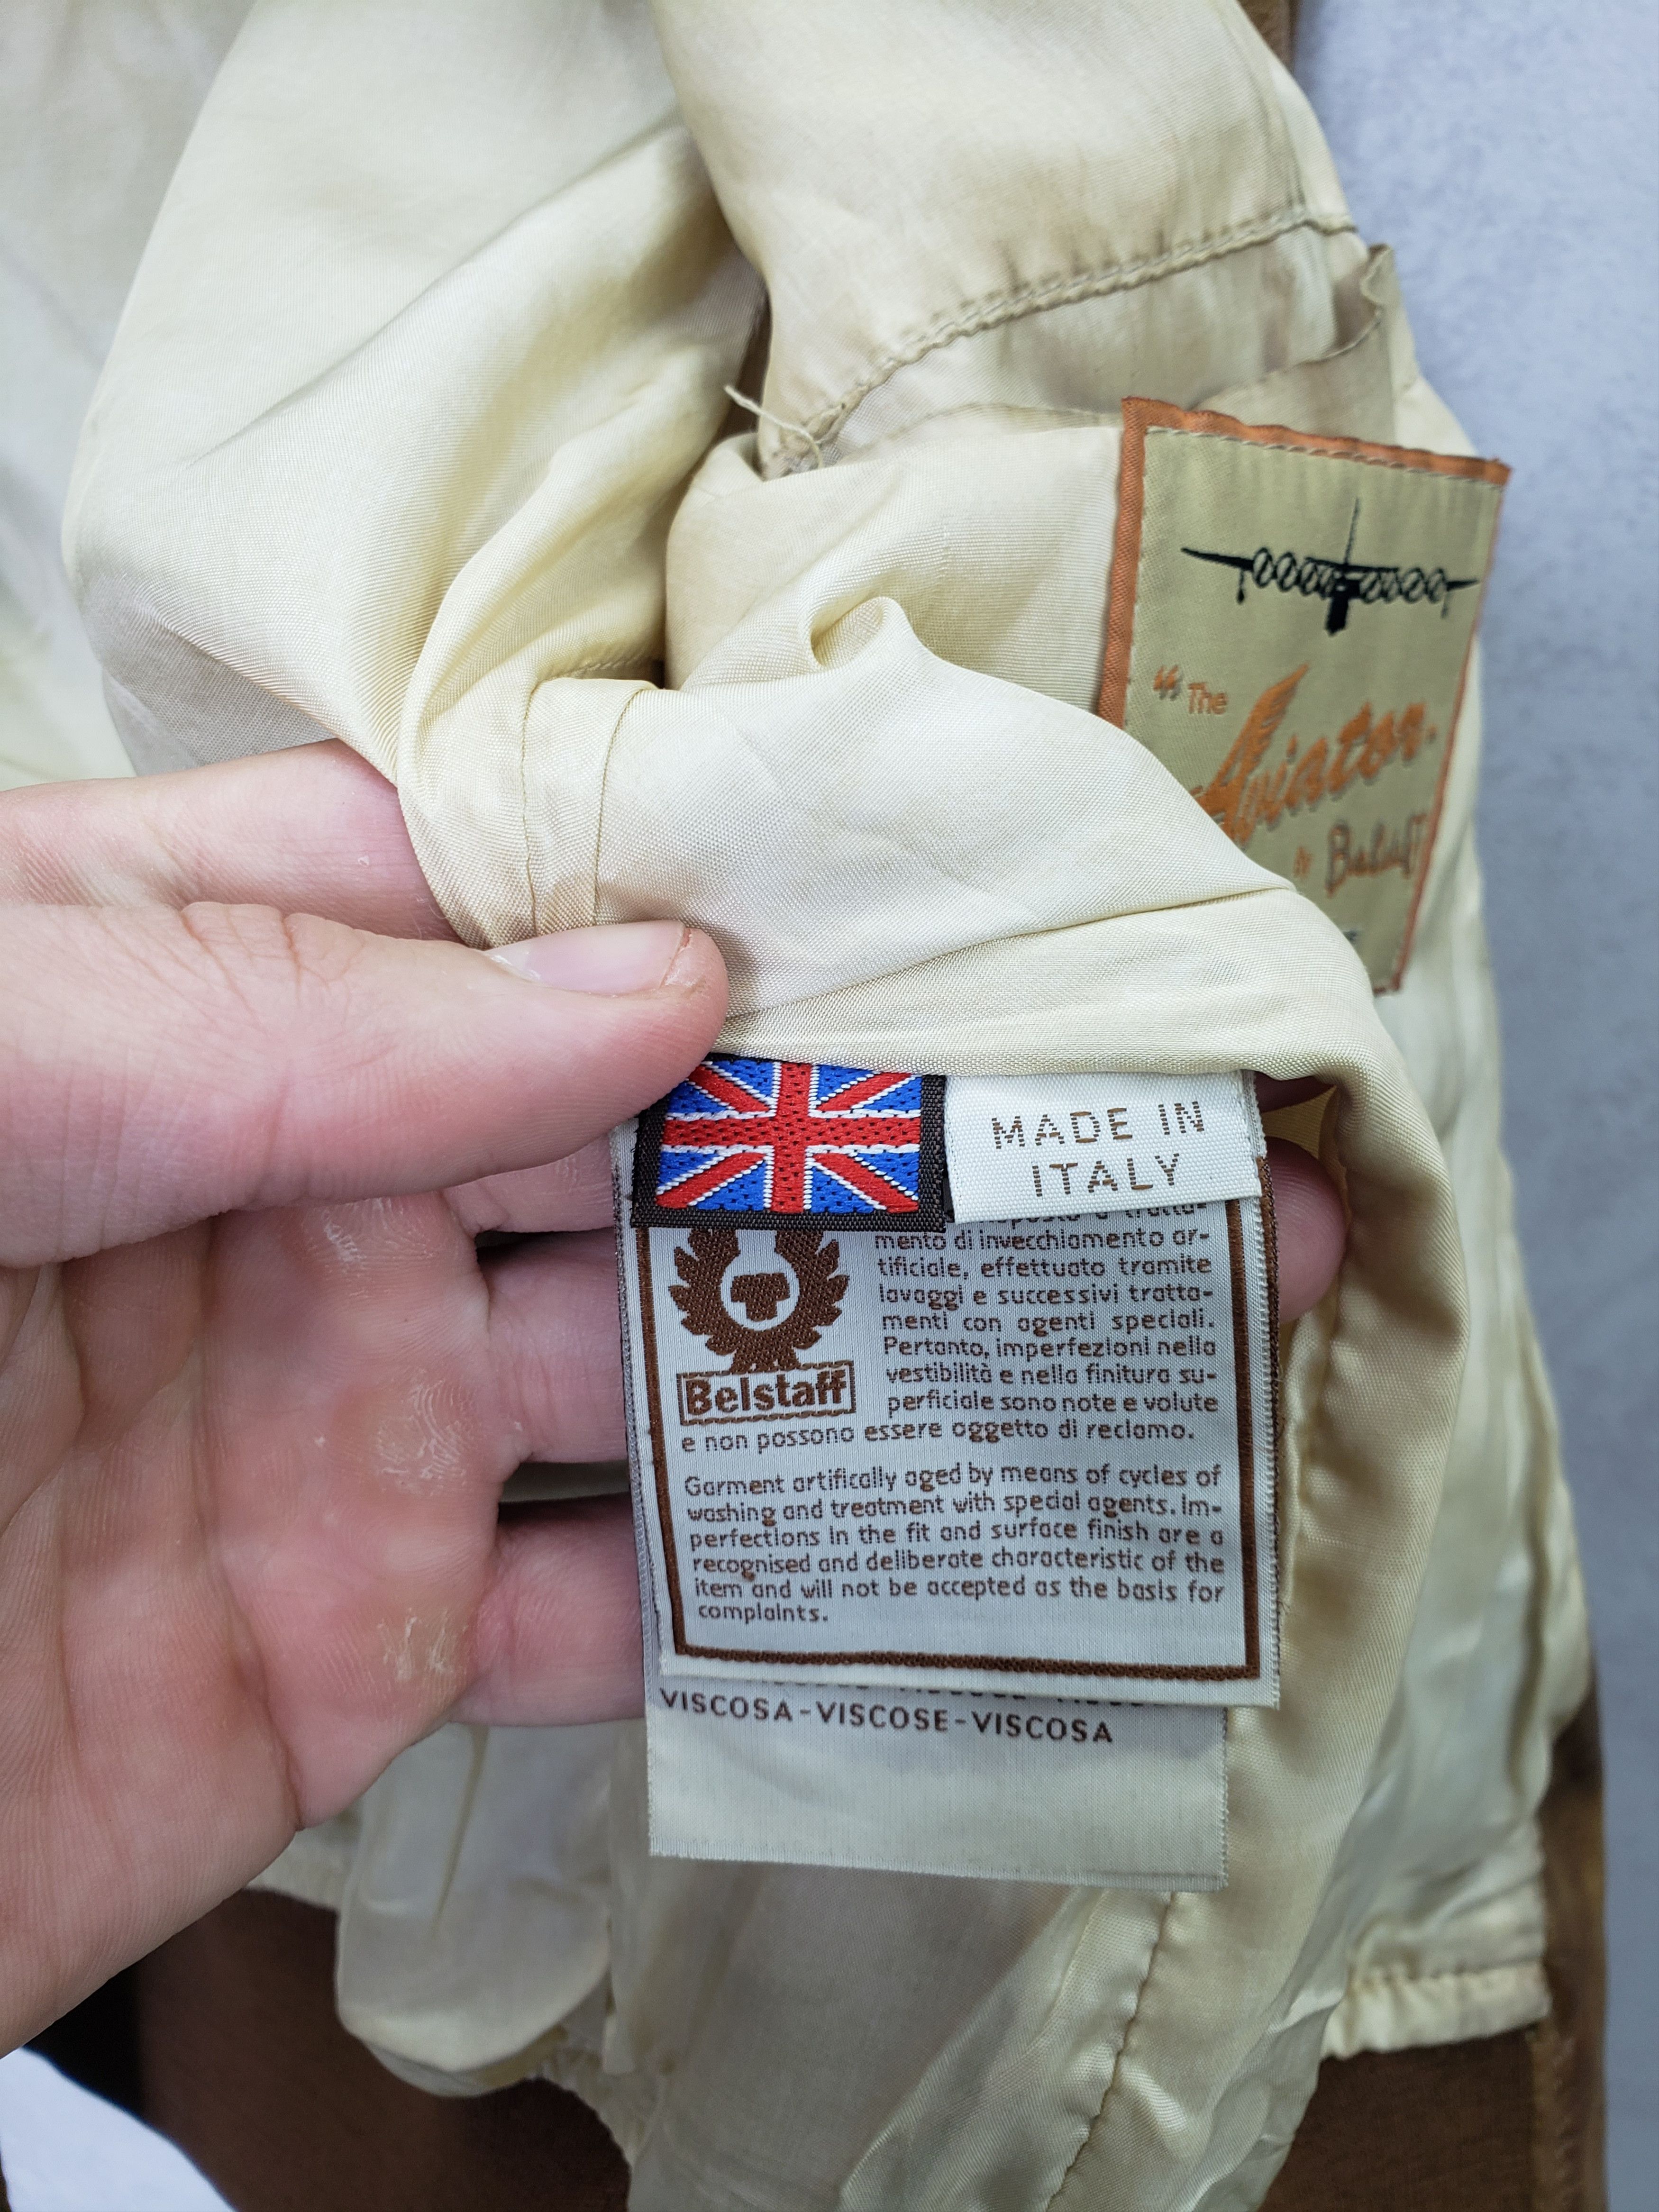 “The
Aviator.
by Belstaff
MADE IN
ITALY
mento di invecchiamento ar-
tificiale, effettuato tramite
lavaggi e successivi tratta-
menti con agenti speciali.
Pertanto, imperfezioni nella
vestibilità e nella finitura su-
perficiale sono note e volute
e non possono essere oggetto di reclamo.
Belstaff
Garment artifically aged by means of cycles of
washing and treatment with special agents. Im-
perfections in the fit and surface finish are a
recognised and deliberate characteristic of the
item and will not be accepted as the basis for
complaints.
VISCOSA-VISCOSE-VISCOSA